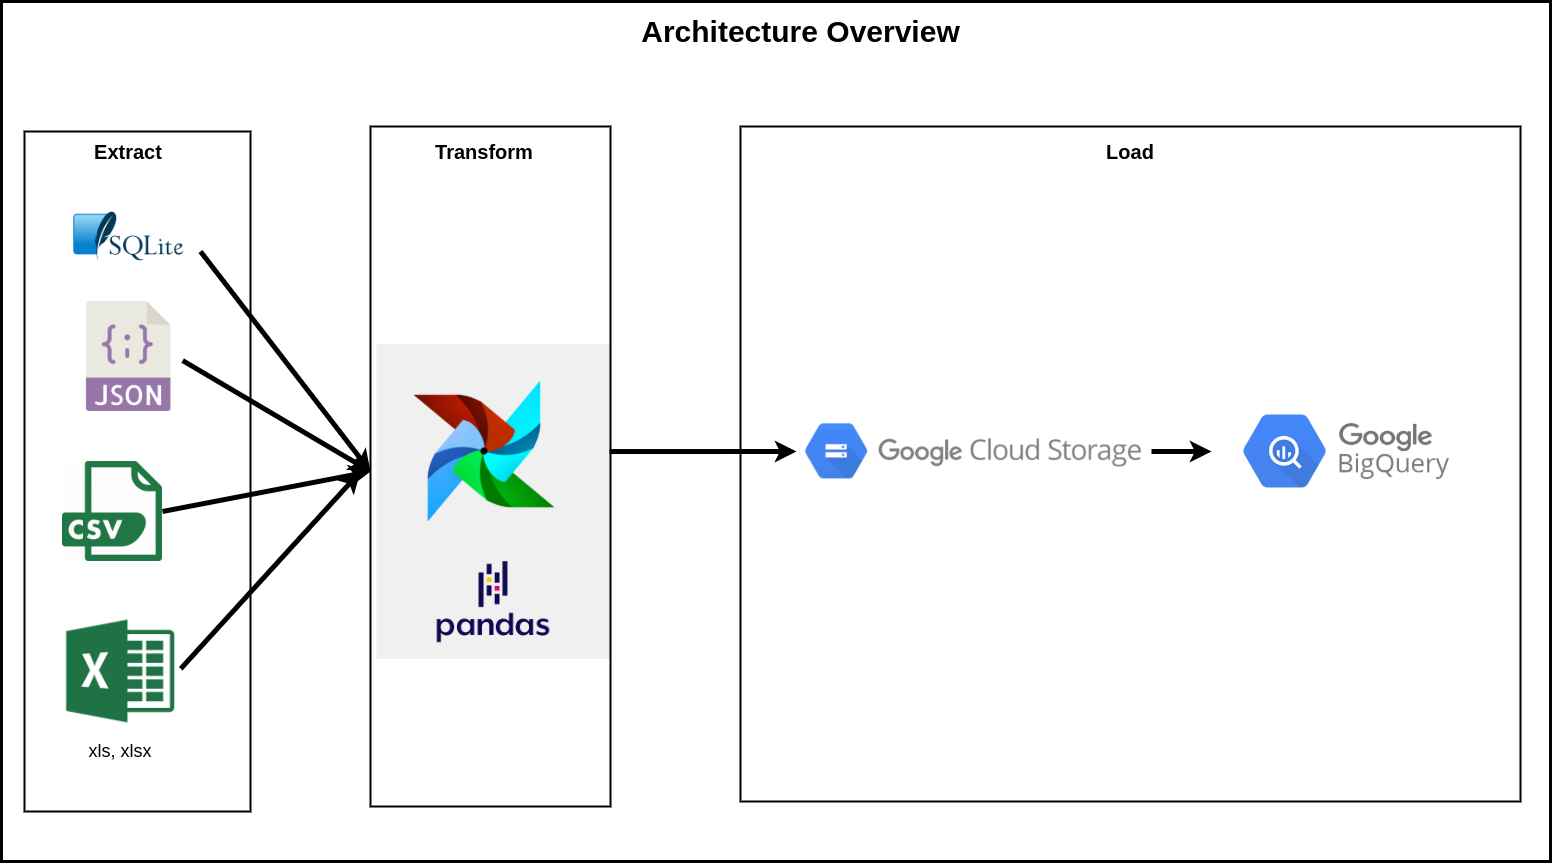 Architecture Overview
Extract
SQLite
{;}
JSON
CSV
X
xls, xlsx
Transform
pandas
Load
Google Cloud Storage
Google
BigQuery